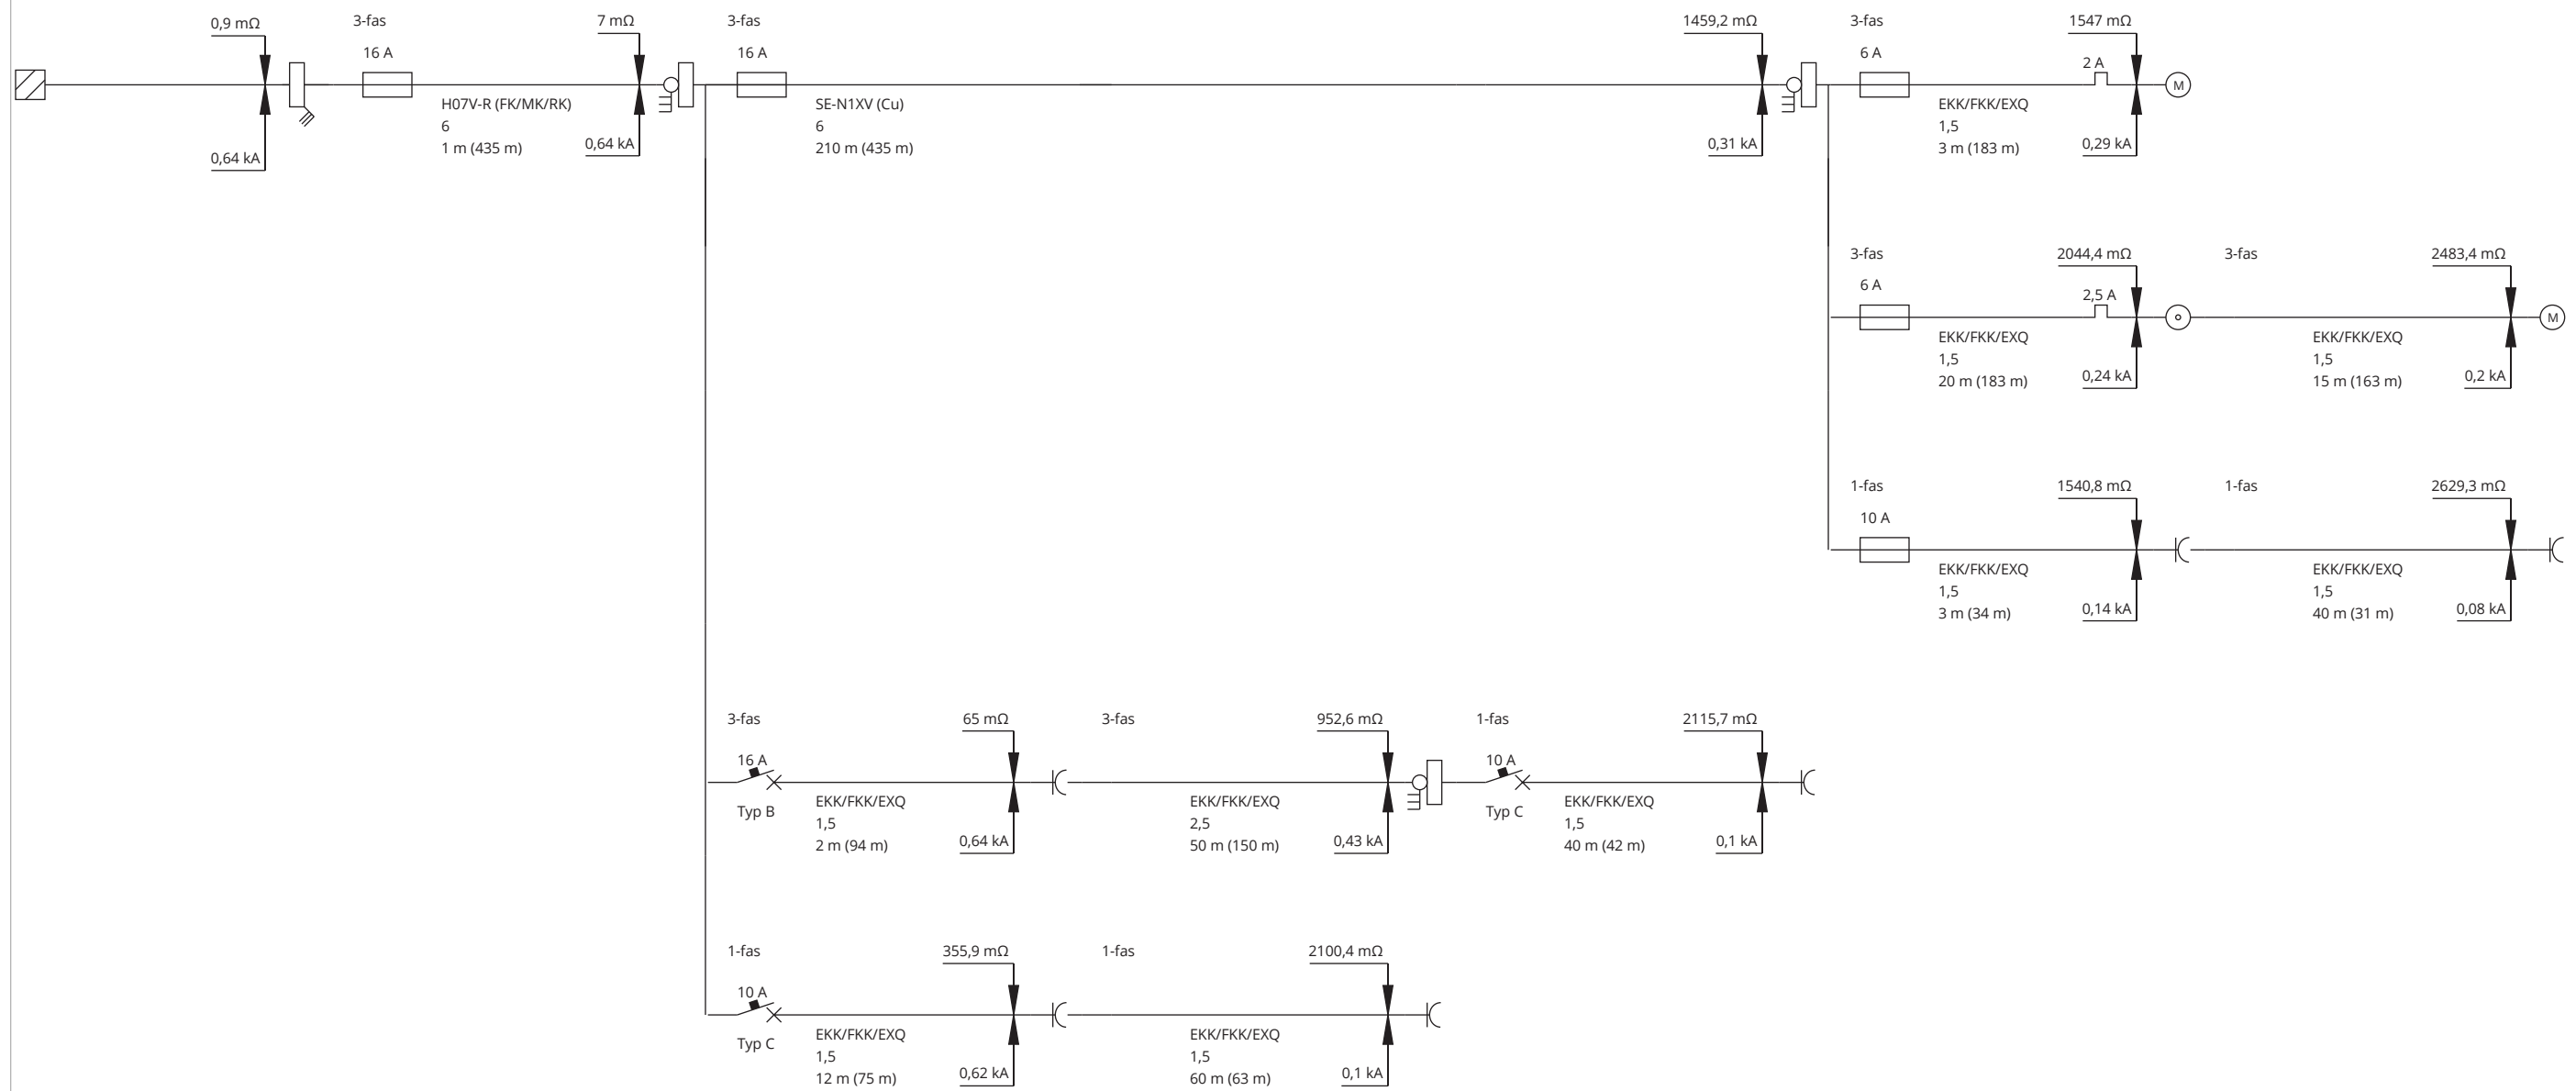 0,9 mΩ
3-fas
16 A
H07V-R (FK/MK/RK)
6
1 m (435 m)
0,64 kA
7 mΩ
0,64 kA
3-fas
16 A
SE-N1XV (Cu)
6
210 m (435 m)
1459,2 mΩ
0,31 kA
3-fas
6 A
EKK/FKK/EXQ
1,5
3 m (183 m)
2 A
1547 mΩ
0,29 kA
M
3-fas
6 A
EKK/FKK/EXQ
1,5
20 m (183 m)
2,5 A
2044,4 mΩ
0,24 kA
3-fas
EKK/FKK/EXQ
1,5
15 m (163 m)
2483,4 mΩ
0,2 kA
M
1-fas
10 A
EKK/FKK/EXQ
1,5
3 m (34 m)
1540,8 mΩ
0,14 kA
1-fas
EKK/FKK/EXQ
1,5
40 m (31 m)
2629,3 mΩ
0,08 kA
3-fas
16 A
Typ B
EKK/FKK/EXQ
1,5
2 m (94 m)
65 mΩ
0,64 kA
3-fas
EKK/FKK/EXQ
2,5
50 m (150 m)
952,6 mΩ
0,43 kA
1-fas
10 A
Typ C
EKK/FKK/EXQ
1,5
40 m (42 m)
2115,7 mΩ
0,1 kA
1-fas
10 A
Typ C
EKK/FKK/EXQ
1,5
12 m (75 m)
355,9 mΩ
0,62 kA
1-fas
EKK/FKK/EXQ
1,5
60 m (63 m)
2100,4 mΩ
0,1 kA